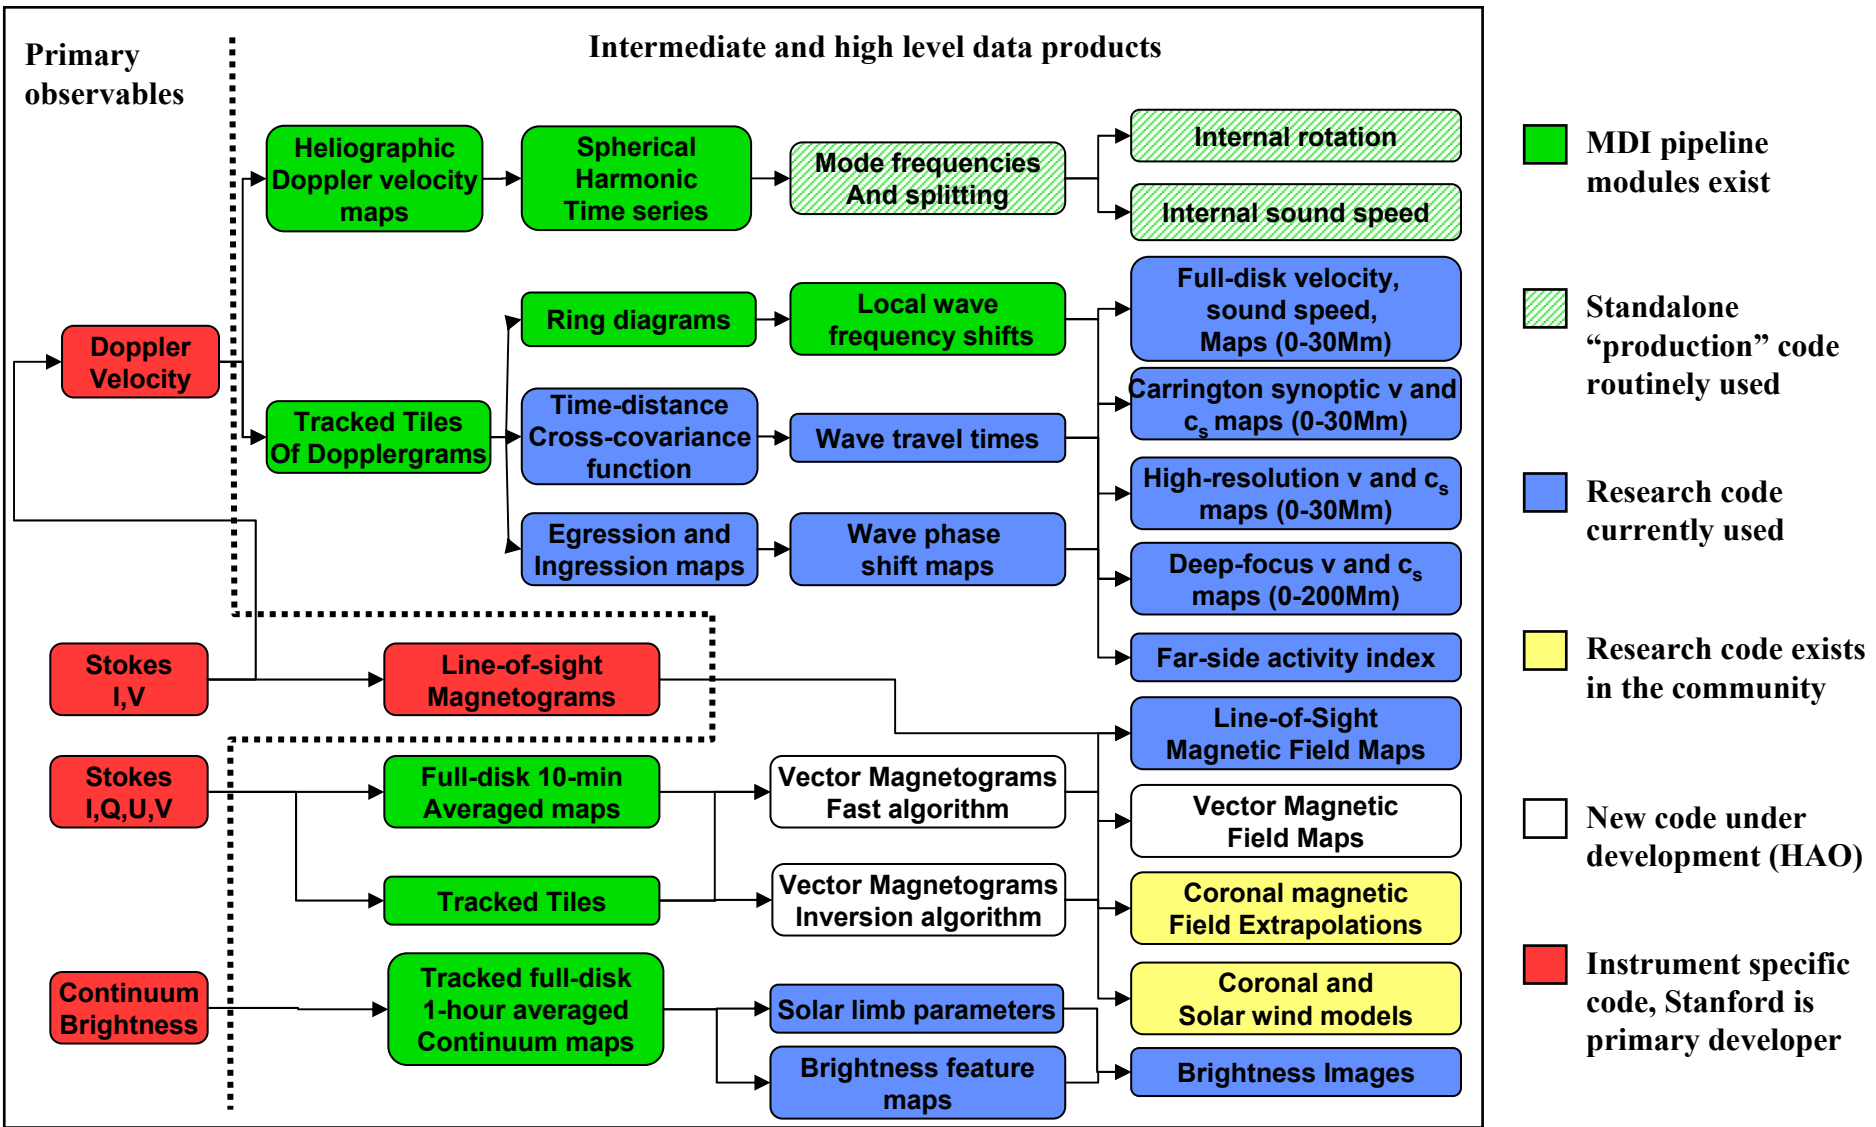 Primary
observables
Intermediate and high level data products
Heliographic
Doppler velocity
maps
Spherical
Harmonic
Time series
Mode frequencies
And splitting
Internal rotation
Internal sound speed
Doppler
Velocity
Tracked Tiles
Of Dopplergrams
Ring diagrams
Local wave
frequency shifts
Time-distance
Cross-covariance
function
Wave travel times
Egression and
Ingression maps
Wave phase
shift maps
Full-disk velocity,
sound speed,
Maps (0-30Mm)
Carrington synoptic v and
cs maps (0-30Mm)
High-resolution v and cs
maps (0-30Mm)
Deep-focus v and cs
maps (0-200Mm)
Far-side activity index
Stokes
I,V
Line-of-sight
Magnetograms
Line-of-Sight
Magnetic Field Maps
Stokes
I,Q,U,V
Full-disk 10-min
Averaged maps
Vector Magnetograms
Fast algorithm
Vector Magnetic
Field Maps
Tracked Tiles
Vector Magnetograms
Inversion algorithm
Coronal magnetic
Field Extrapolations
Continuum
Brightness
Tracked full-disk
1-hour averaged
Continuum maps
Solar limb parameters
Coronal and
Solar wind models
Brightness feature
maps
Brightness Images
MDI pipeline
modules exist
Standalone
“production” code
routinely used
Research code
currently used
Research code exists
in the community
New code under
development (HAO)
Instrument specific
code, Stanford is
primary developer